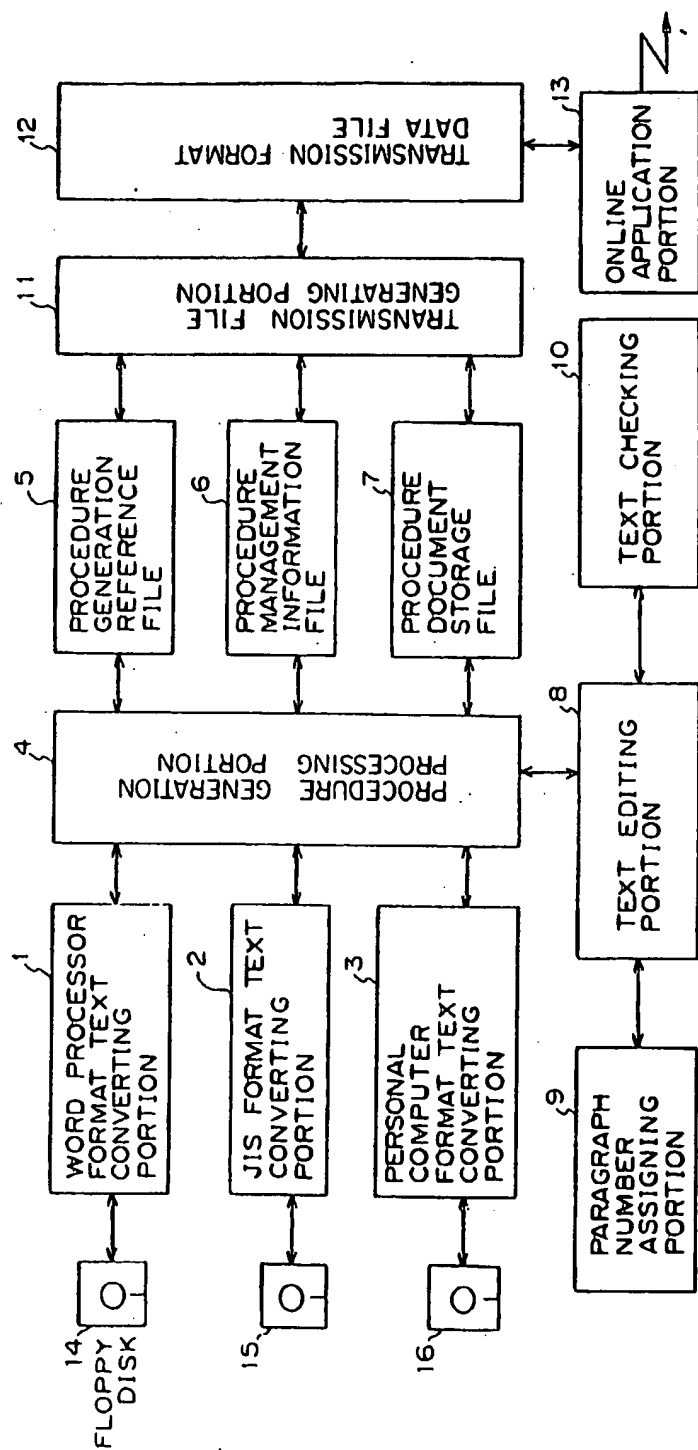 14
FLOPPY
DISK
15
16
1
WORD PROCESSOR
FORMAT TEXT
CONVERTING
PORTION
2
JIS FORMAT TEXT
CONVERTING
PORTION
3
PERSONAL
COMPUTER
FORMAT TEXT
CONVERTING
PORTION
4
PROCEDURE GENERATION
PROCESSING PORTION
5
PROCEDURE
GENERATION
REFERENCE
FILE
6
PROCEDURE
MANAGEMENT
INFORMATION
FILE
7
PROCEDURE
DOCUMENT
STORAGE
FILE
11
TRANSMISSION FILE
GENERATING PORTION
12
TRANSMISSION FORMAT
DATA FILE
9
PARAGRAPH
NUMBER
ASSIGNING
PORTION
8
TEXT EDITING
PORTION
10
TEXT CHECKING
PORTION
13
ONLINE
APPLICATION
PORTION